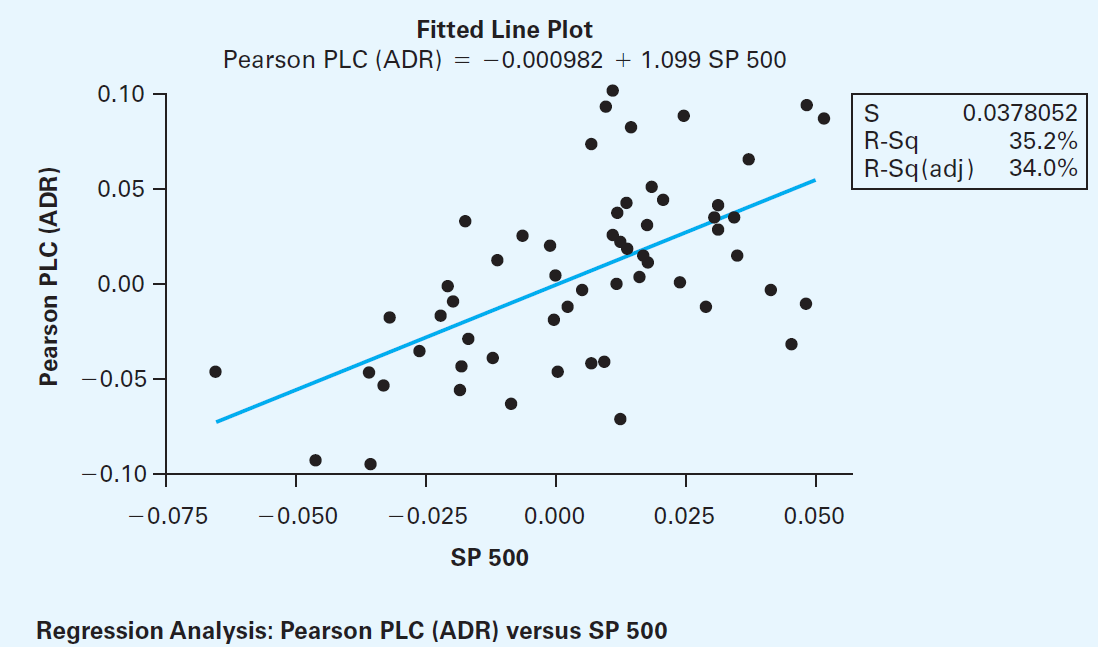 Fitted Line Plot
Pearson PLC (ADR) = −0.000982 + 1.099 SP 500
S 0.0378052
R-Sq 35.2%
R-Sq(adj) 34.0%
Pearson PLC (ADR)
0.10
0.05
0.00
−0.05
−0.10
−0.075 −0.050 −0.025 0.000 0.025 0.050
SP 500
Regression Analysis: Pearson PLC (ADR) versus SP 500